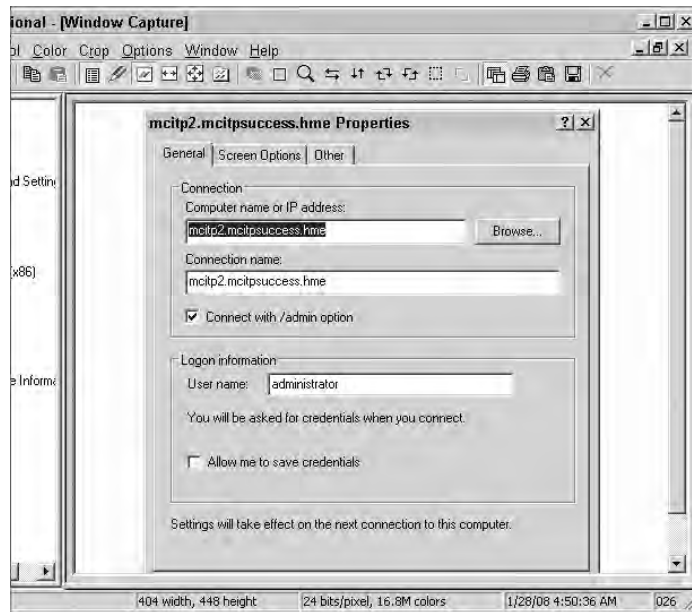 ional - [Window Capture]
ol Color Crop Options Window Help
mcitp2.mcitpsuccess.hme Properties
General Screen Options Other
nd Setting
Connection
Computer name or IP address:
mcitp2.mcitpsuccess.hme Browse...
(x86)
Connection name:
mcitp2.mcitpsuccess.hme
Connect with /admin option
Logon information
e Informa
User name: administrator
You will be asked for credentials when you connect.
Allow me to save credentials
Settings will take effect on the next connection to this computer.
404 width, 448 height 24 bits/pixel, 16.8M colors 1/28/08 4:50:36 AM 026